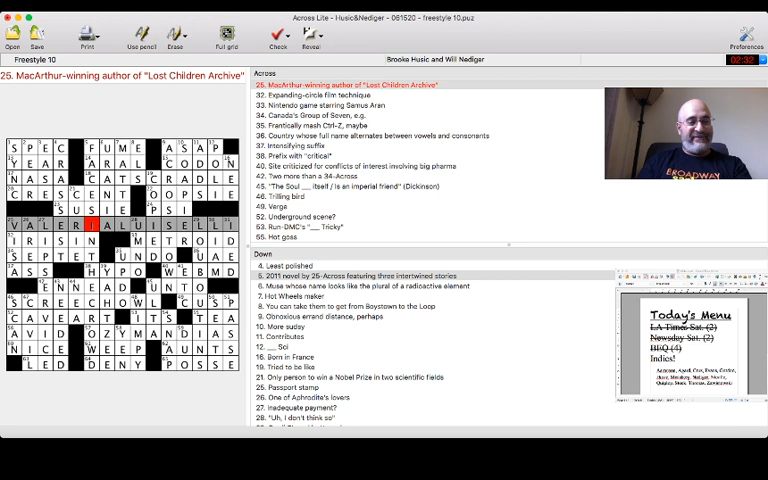 Across Lite - Husic&Nediger - 061520 - freestyle 10.puz
Open Save Print Use pencil Erase Full grid Check Reveal Preferences
Freestyle 10 Brooke Husic and Will Nediger 02:32
25. MacArthur-winning author of "Lost Children Archive"
SPEC FUME ASAP
YEAR ARAL CODON
NASA CATSCRADLE
CRESCENT OOPSIE
SUSIE PSI
VALERIALUISELLI
IRISIN METROID
SEPTET UNDO UAE
ASS HYPO WEBMD
ENNEAD UNTO
SCREECHOWL CUSP
CAVEART ITS TEA
AVID OZYMANDIAS
NICE WEEP AUNTS
LED DENY POSSE
Across
25. MacArthur-winning author of "Lost Children Archive"
32. Expanding-circle film technique
33. Nintendo game starring Samus Aran
34. Canada's Group of Seven, e.g.
35. Frantically mash Ctrl-Z, maybe
36. Country whose full name alternates between vowels and consonants
37. Intensifying suffix
38. Prefix with "critical"
40. Site criticized for conflicts of interest involving big pharma
42. Two more than a 34-Across
45. "The Soul ___ itself / Is an imperial friend" (Dickinson)
46. Trilling bird
49. Verge
52. Underground scene?
53. Run-DMC's "___ Tricky"
55. Hot goss
Down
4. Least polished
5. 2011 novel by 25-Across featuring three intertwined stories
6. Muse whose name looks like the plural of a radioactive element
7. Hot Wheels maker
8. You can take them to get from Boystown to the Loop
9. Obnoxious errand distance, perhaps
10. More sudsy
11. Contributes
12. ___ Sci
16. Born in France
19. Tried to be like
21. Only person to win a Nobel Prize in two scientific fields
25. Passport stamp
26. One of Aphrodite's lovers
27. Inadequate payment?
28. "Uh, I don't think so"
BROADWAY
Today's Menu
LA Times Sat. (2)
Newsday Sat. (2)
BEQ (4)
Indies!